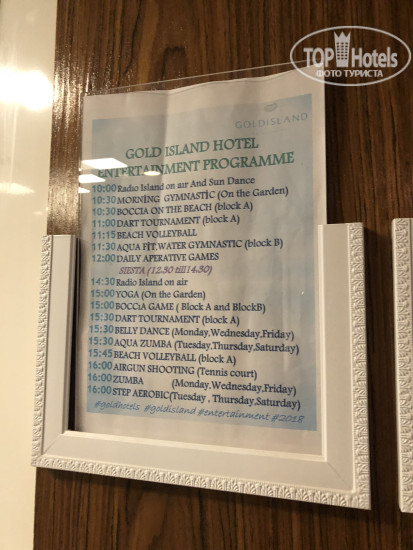 TOP Hotels
ФОТО ТУРИСТА
GOLDISLAND
GOLD ISLAND HOTEL
ENTERTAINMENT PROGRAMME
10:00 Radio Island on air And Sun Dance
10:30 MORNİNG GYMNASTİC (On the Garden)
10:30 BOCCIA ON THE BEACH (block A)
11:00 DART TOURNAMENT (block A)
11:15 BEACH VOLLEYBALL
11:30 AQUA FİT,WATER GYMNASTİC (block B)
12:00 DAILY APERATIVE GAMES
SIESTA (12.30 till 14.30)
14:30 Radio Island on air
15:00 YOGA (On the Garden)
15:00 BOCCiA GAME ( Block A and BlockB)
15:30 DART TOURNAMENT (block A)
15:30 BELLY DANCE (Monday,Wednesday,Friday)
15:30 AQUA ZUMBA (Tuesday,Thursday,Saturday)
15:45 BEACH VOLLEYBALL (block A)
16:00 AIRGUN SHOOTING (Tennis court)
16:00 ZUMBA (Monday,Wednesday,Friday)
16:00 STEP AEROBIC(Tuesday , Thursday,Saturday)
#goldhotels #goldisland #entertainment #2018